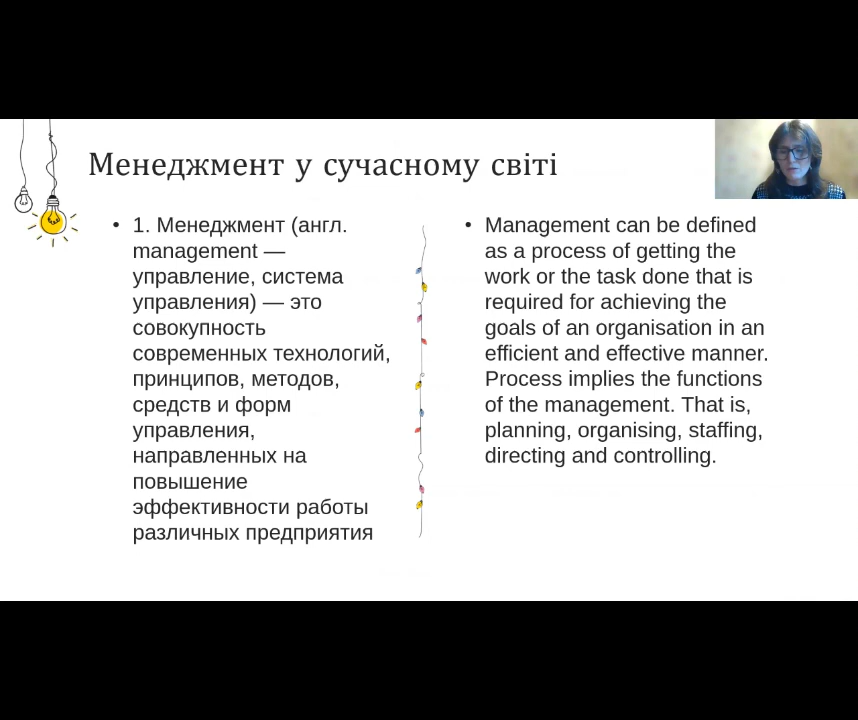 Менеджмент у сучасному світі
• 1. Менеджмент (англ.
management —
управление, система
управления) — это
совокупность
современных технологий,
принципов, методов,
средств и форм
управления,
направленных на
повышение
эффективности работы
различных предприятия
• Management can be defined
as a process of getting the
work or the task done that is
required for achieving the
goals of an organisation in an
efficient and effective manner.
Process implies the functions
of the management. That is,
planning, organising, staffing,
directing and controlling.